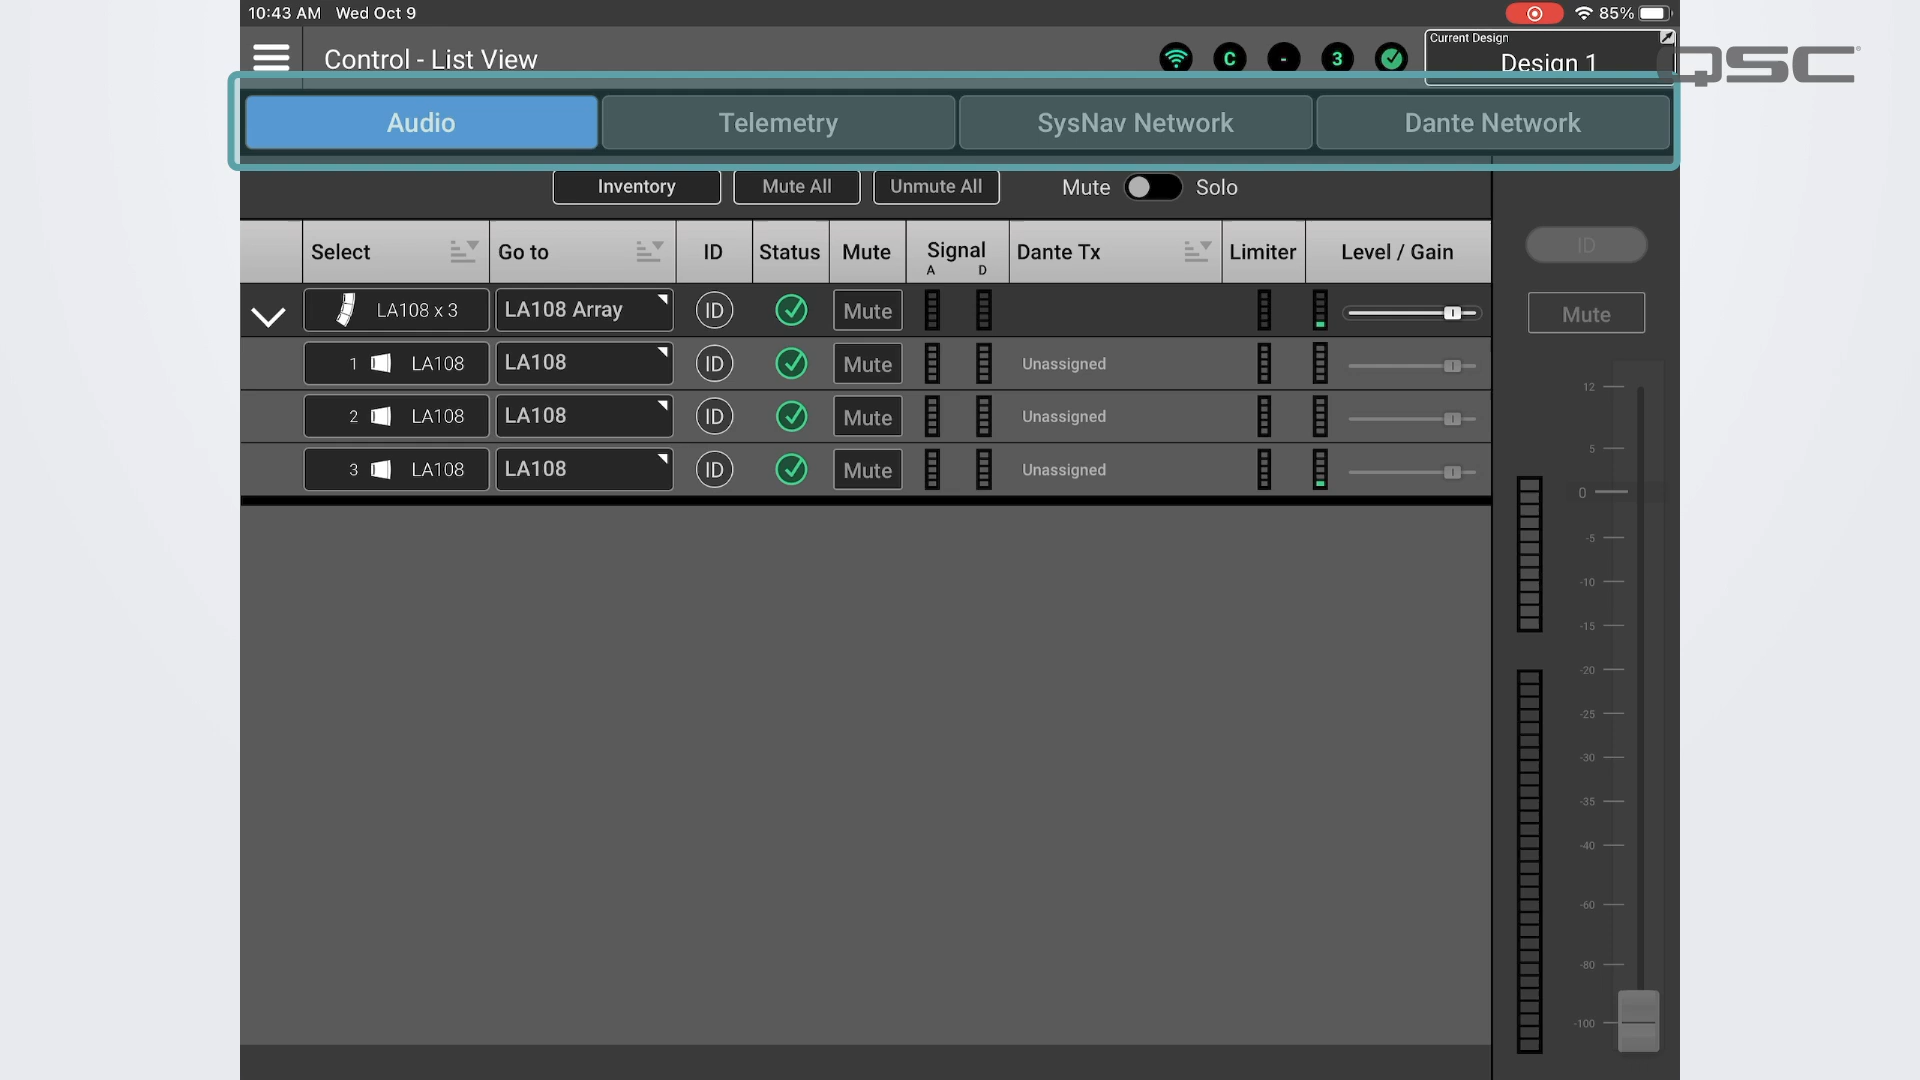 10:43 AM Wed Oct 9
85%
Control - List View
C - 3
Current Design
Design 1
QSC
Audio Telemetry SysNav Network Dante Network
Inventory Mute All Unmute All Mute Solo
Select Go to ID Status Mute Signal Dante Tx Limiter Level / Gain
A D
LA108 x 3 LA108 Array ID Mute
1 LA108 LA108 ID Mute Unassigned
2 LA108 LA108 ID Mute Unassigned
3 LA108 LA108 ID Mute Unassigned
ID
Mute
12
5
0
-5
-10
-15
-20
-25
-30
-35
-40
-60
-80
-100